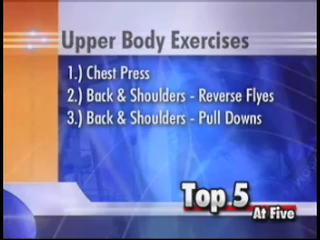 Upper Body Exercises
1.) Chest Press
2.) Back & Shoulders - Reverse Flyes
3.) Back & Shoulders - Pull Downs
Top 5
At Five